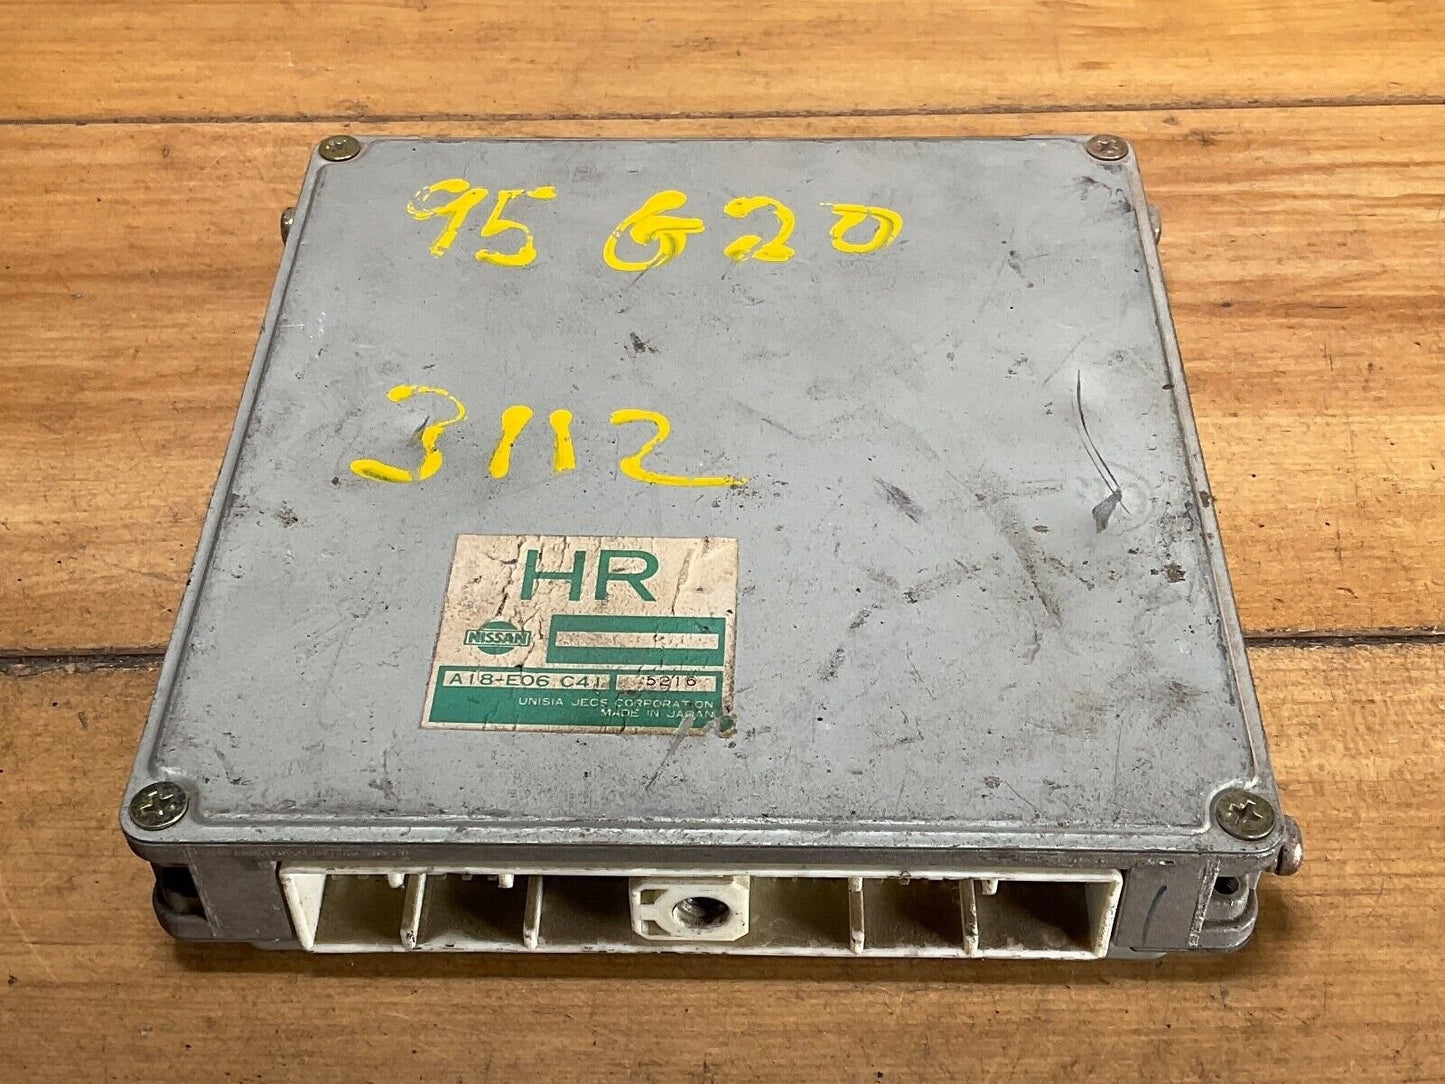 95 G20
3112
HR
NISSAN
A18-E06 C41 5216
UNISIA JECS CORPORATION
MADE IN JAPAN